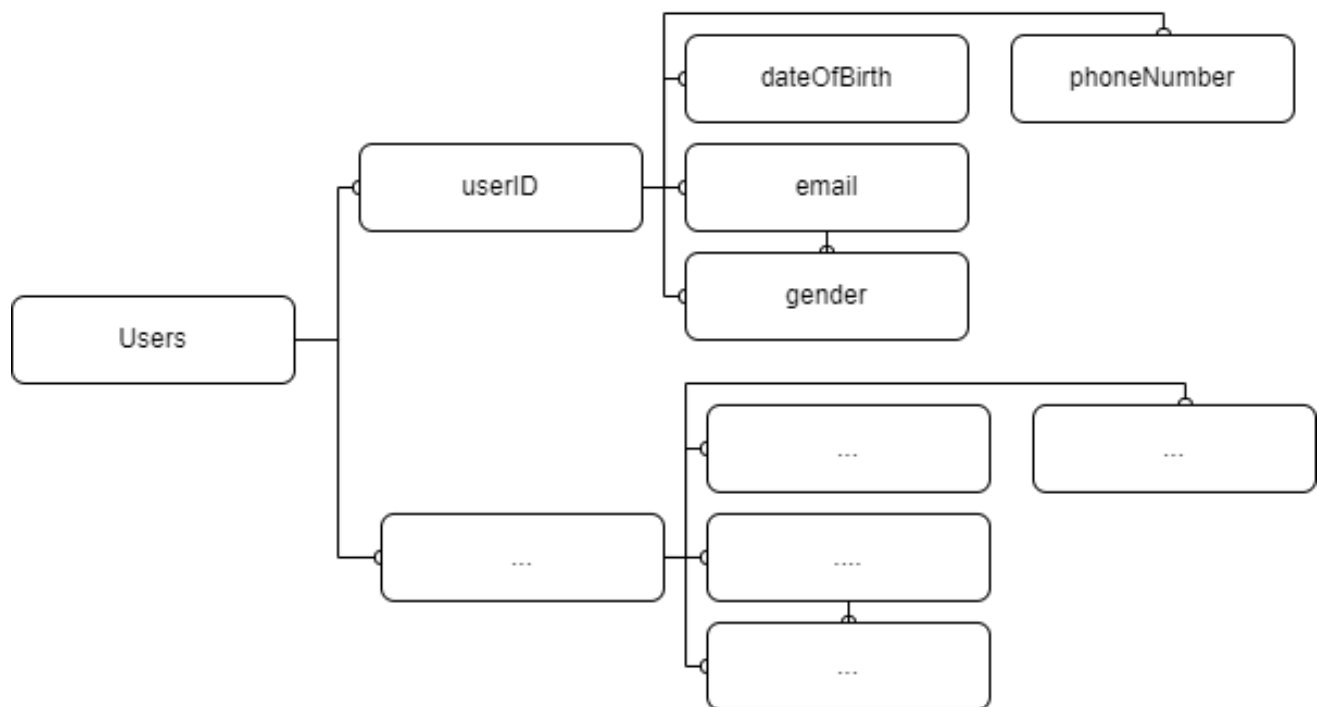 dateOfBirth
phoneNumber
userID
email
gender
Users
...
...
...
....
...